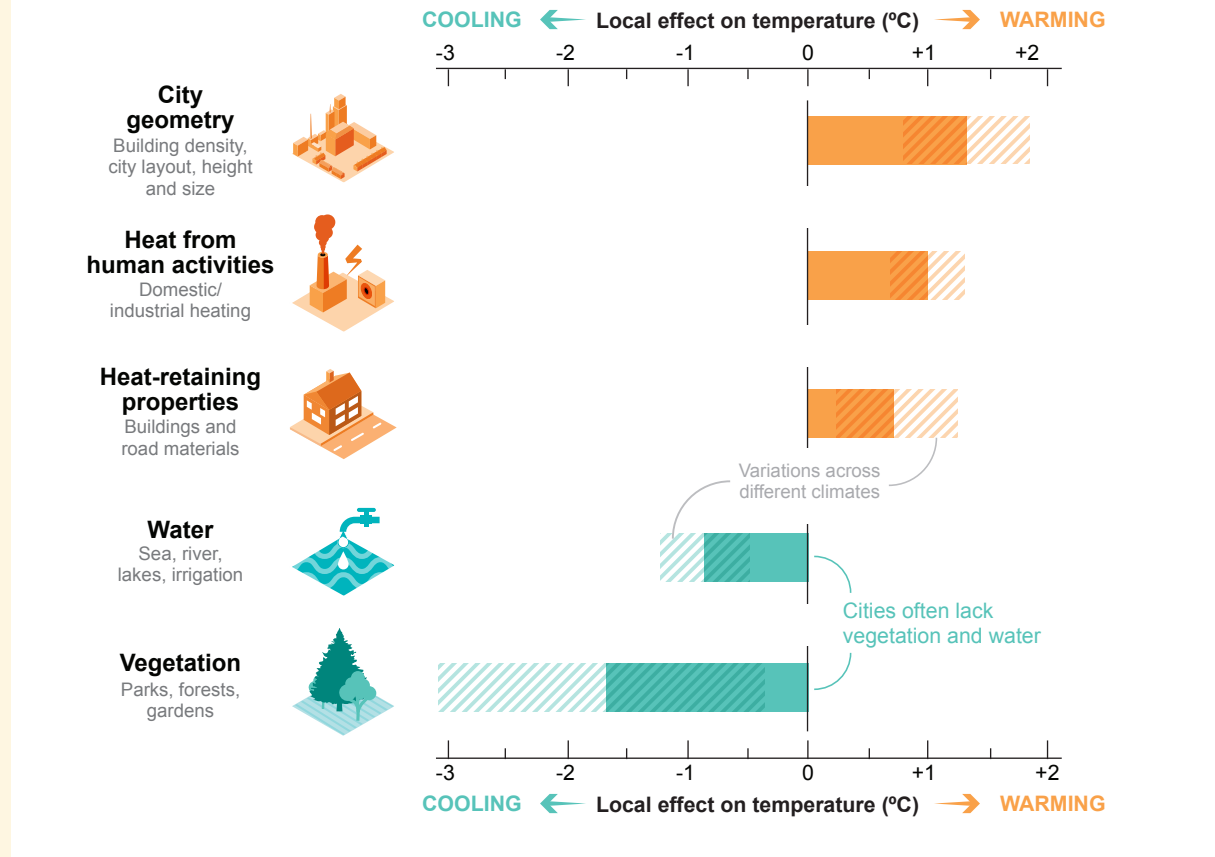 COOLING Local effect on temperature (ºC) WARMING
-3 -2 -1 0 +1 +2
City
geometry
Building density,
city layout, height
and size
Heat from
human activities
Domestic/
industrial heating
Heat-retaining
properties
Buildings and
road materials
Variations across
different climates
Water
Sea, river,
lakes, irrigation
Cities often lack
vegetation and water
Vegetation
Parks, forests,
gardens
-3 -2 -1 0 +1 +2
COOLING Local effect on temperature (ºC) WARMING